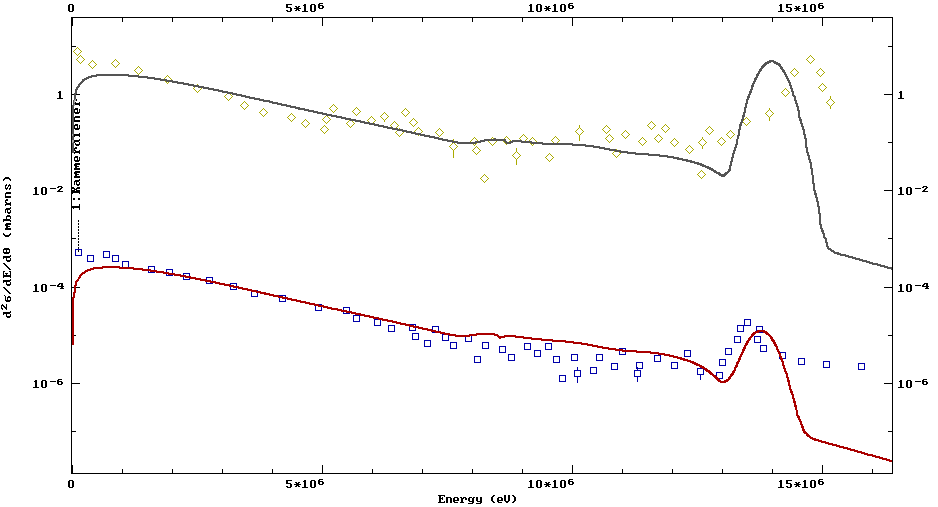 0 5*10⁶ 10*10⁶ 15*10⁶
1 1
10⁻² 10⁻²
10⁻⁴ 10⁻⁴
10⁻⁶ 10⁻⁶
d²σ/dE/dθ (mbarns)
1:Kammerdiener
0 5*10⁶ 10*10⁶ 15*10⁶
Energy (eV)